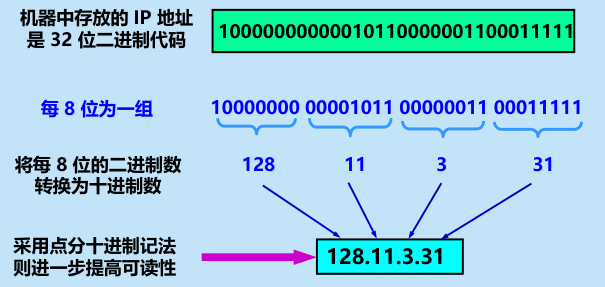 机器中存放的 IP 地址
是 32 位二进制代码
10000000000010110000001100011111
每 8 位为一组
10000000 00001011 00000011 00011111
将每 8 位的二进制数
转换为十进制数
128 11 3 31
采用点分十进制记法
则进一步提高可读性
128.11.3.31